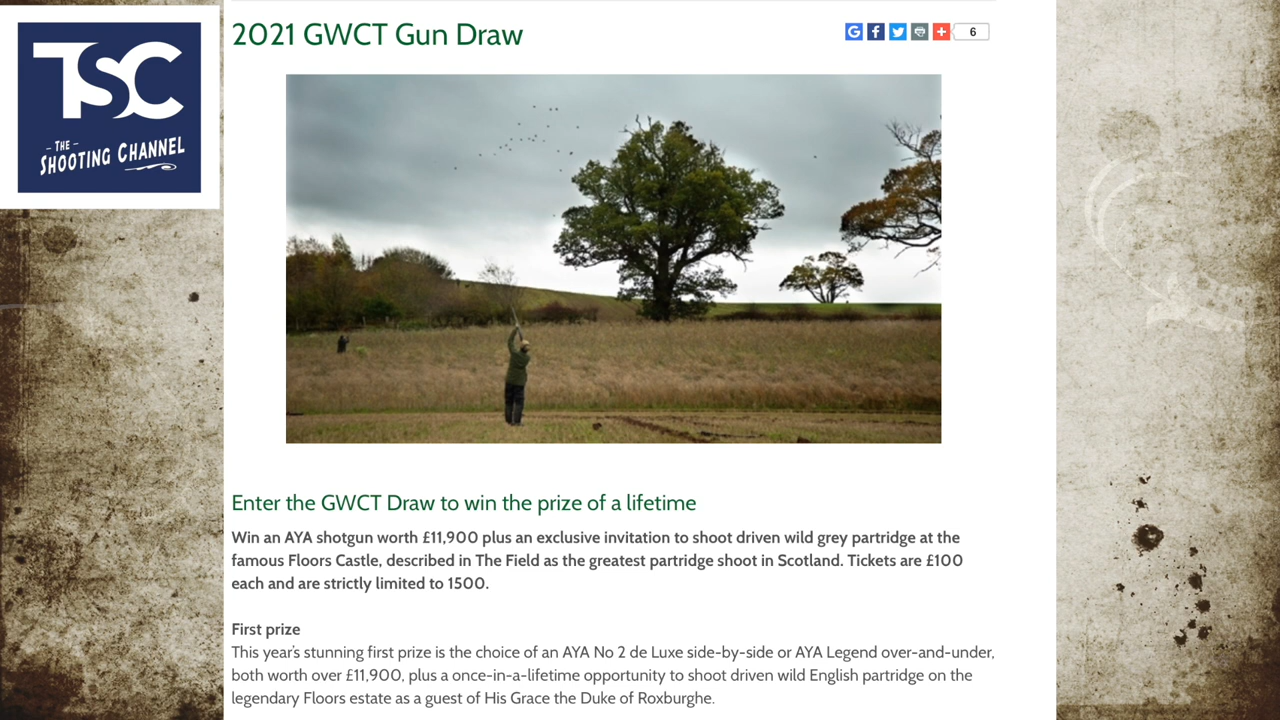 2021 GWCT Gun Draw
6
TSC
- THE -
SHOOTING CHANNEL
Enter the GWCT Draw to win the prize of a lifetime
Win an AYA shotgun worth £11,900 plus an exclusive invitation to shoot driven wild grey partridge at the
famous Floors Castle, described in The Field as the greatest partridge shoot in Scotland. Tickets are £100
each and are strictly limited to 1500.
First prize
This year's stunning first prize is the choice of an AYA No 2 de Luxe side-by-side or AYA Legend over-and-under,
both worth over £11,900, plus a once-in-a-lifetime opportunity to shoot driven wild English partridge on the
legendary Floors estate as a guest of His Grace the Duke of Roxburghe.